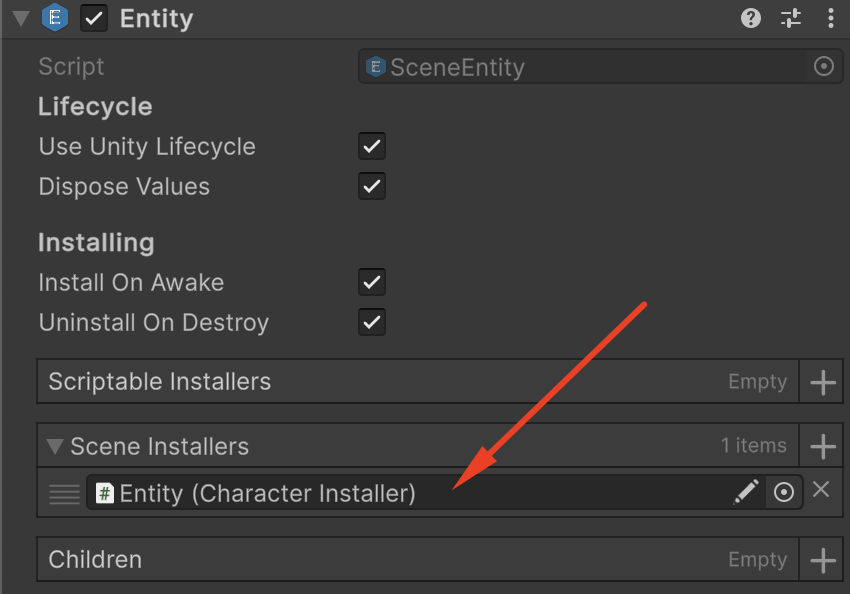 Entity
Script SceneEntity
Lifecycle
Use Unity Lifecycle
Dispose Values
Installing
Install On Awake
Uninstall On Destroy
Scriptable Installers Empty
Scene Installers 1 items
# Entity (Character Installer)
Children Empty